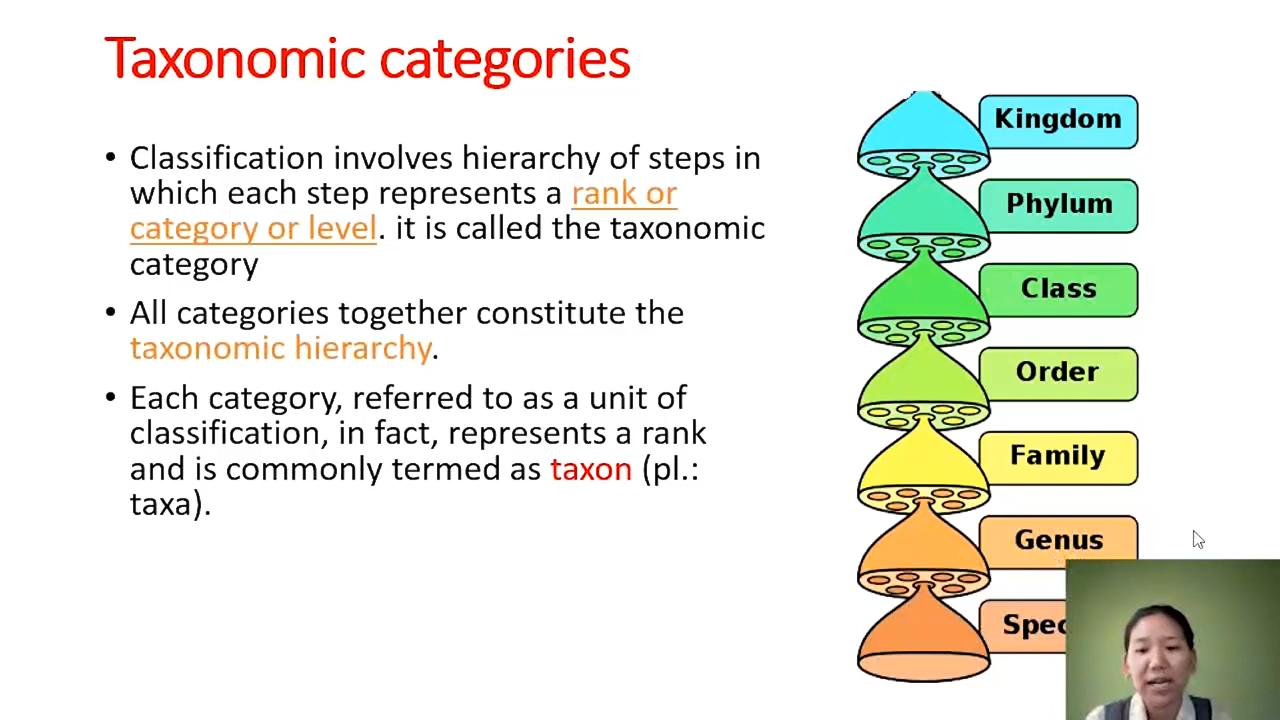 Taxonomic categories
• Classification involves hierarchy of steps in
which each step represents a rank or
category or level. it is called the taxonomic
category
• All categories together constitute the
taxonomic hierarchy.
• Each category, referred to as a unit of
classification, in fact, represents a rank
and is commonly termed as taxon (pl.:
taxa).
Kingdom
Phylum
Class
Order
Family
Genus